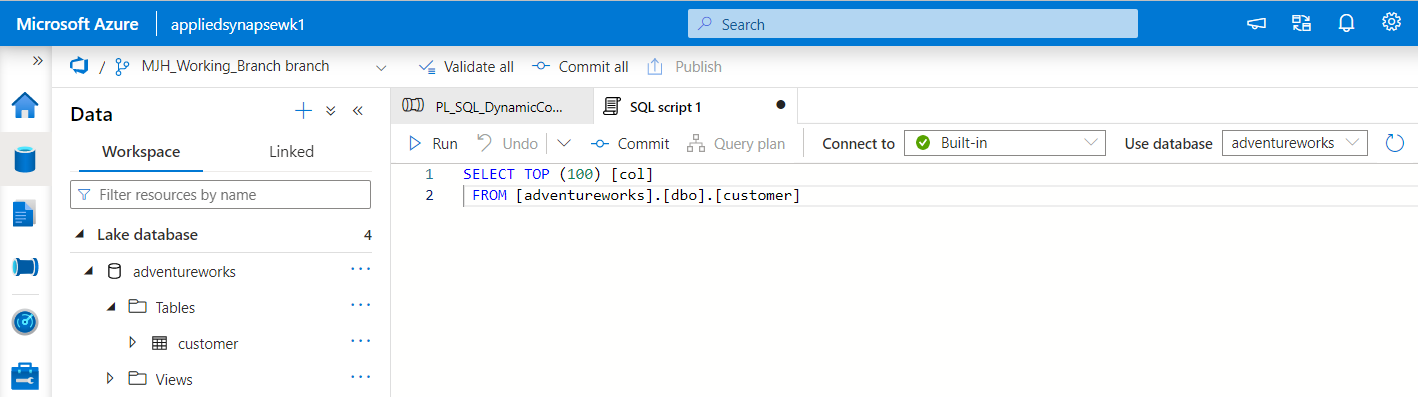 Microsoft Azure appliedsynapsewk1 Search
/ MJH_Working_Branch branch Validate all Commit all Publish
Data
Workspace Linked
Filter resources by name
Lake database 4
adventureworks
Tables
customer
Views
PL_SQL_DynamicCo... SQL script 1
Run Undo Commit Query plan Connect to Built-in Use database adventureworks
1 SELECT TOP (100) [col]
2 FROM [adventureworks].[dbo].[customer]